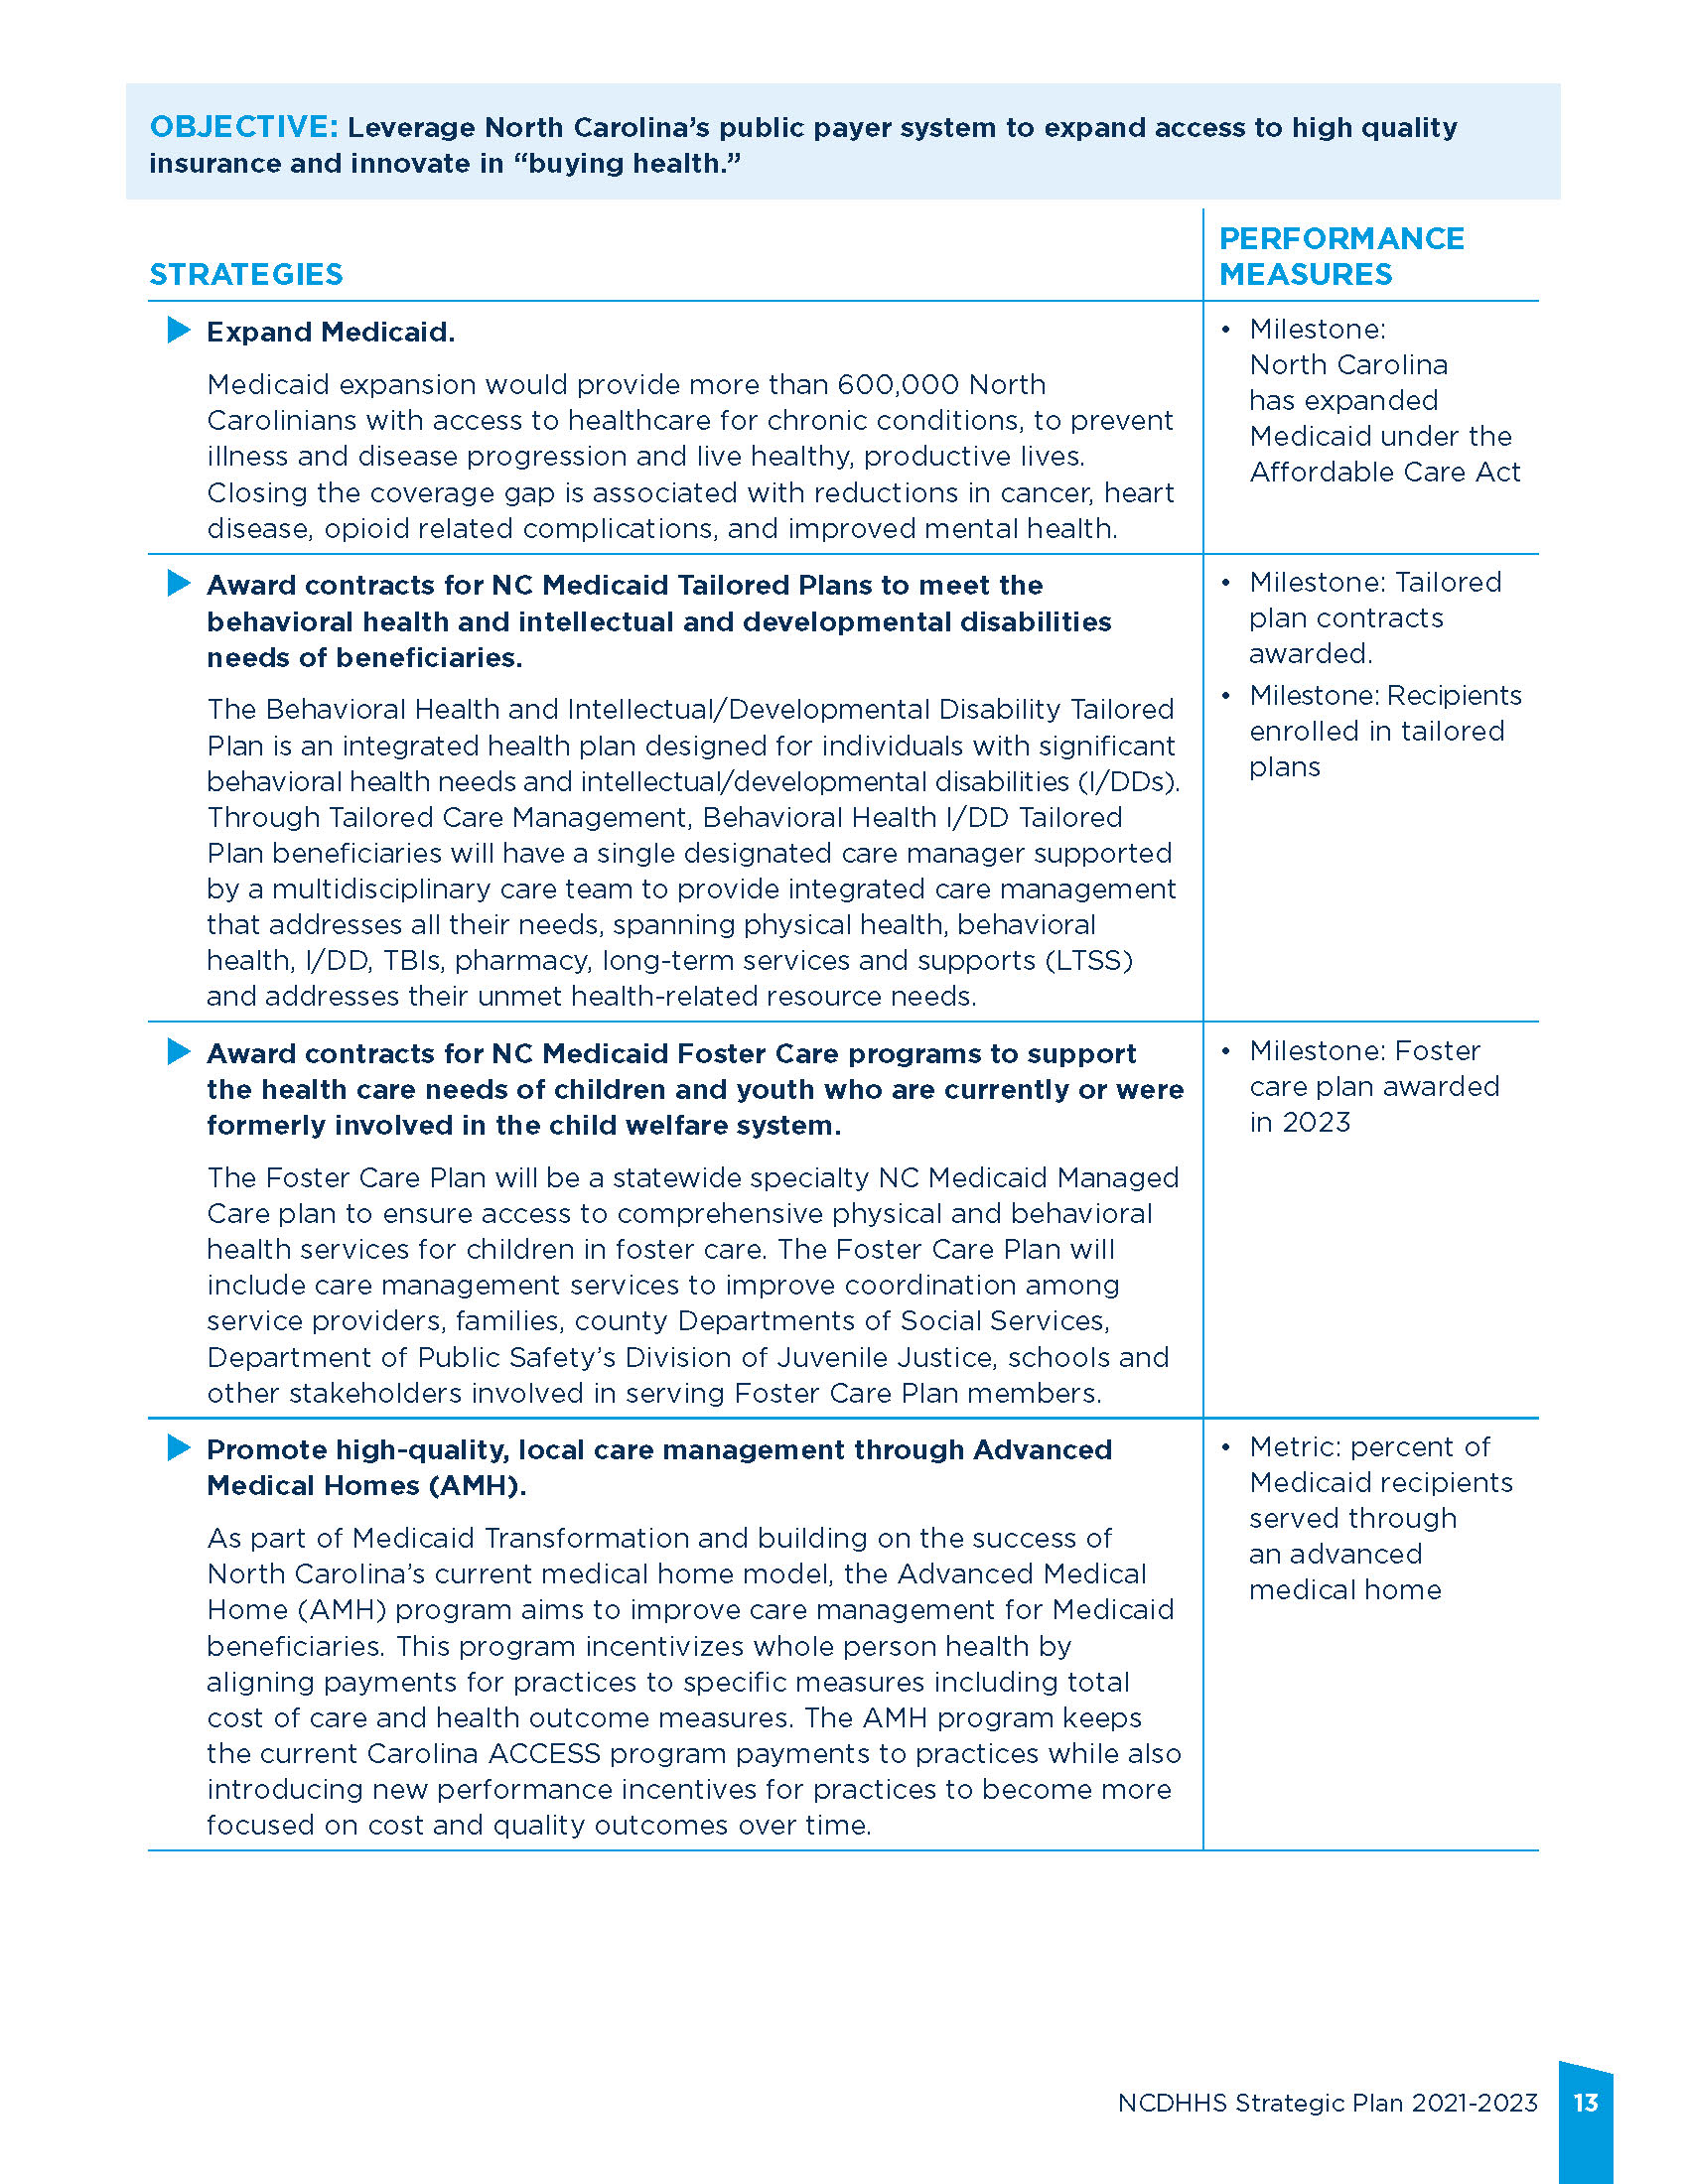 OBJECTIVE: Leverage North Carolina’s public payer system to expand access to high quality
insurance and innovate in “buying health.”
STRATEGIES
PERFORMANCE
MEASURES
Expand Medicaid.
Medicaid expansion would provide more than 600,000 North
Carolinians with access to healthcare for chronic conditions, to prevent
illness and disease progression and live healthy, productive lives.
Closing the coverage gap is associated with reductions in cancer, heart
disease, opioid related complications, and improved mental health.
• Milestone:
North Carolina
has expanded
Medicaid under the
Affordable Care Act
Award contracts for NC Medicaid Tailored Plans to meet the
behavioral health and intellectual and developmental disabilities
needs of beneficiaries.
The Behavioral Health and Intellectual/Developmental Disability Tailored
Plan is an integrated health plan designed for individuals with significant
behavioral health needs and intellectual/developmental disabilities (I/DDs).
Through Tailored Care Management, Behavioral Health I/DD Tailored
Plan beneficiaries will have a single designated care manager supported
by a multidisciplinary care team to provide integrated care management
that addresses all their needs, spanning physical health, behavioral
health, I/DD, TBIs, pharmacy, long-term services and supports (LTSS)
and addresses their unmet health-related resource needs.
• Milestone: Tailored
plan contracts
awarded.
• Milestone: Recipients
enrolled in tailored
plans
Award contracts for NC Medicaid Foster Care programs to support
the health care needs of children and youth who are currently or were
formerly involved in the child welfare system.
The Foster Care Plan will be a statewide specialty NC Medicaid Managed
Care plan to ensure access to comprehensive physical and behavioral
health services for children in foster care. The Foster Care Plan will
include care management services to improve coordination among
service providers, families, county Departments of Social Services,
Department of Public Safety’s Division of Juvenile Justice, schools and
other stakeholders involved in serving Foster Care Plan members.
• Milestone: Foster
care plan awarded
in 2023
Promote high-quality, local care management through Advanced
Medical Homes (AMH).
As part of Medicaid Transformation and building on the success of
North Carolina’s current medical home model, the Advanced Medical
Home (AMH) program aims to improve care management for Medicaid
beneficiaries. This program incentivizes whole person health by
aligning payments for practices to specific measures including total
cost of care and health outcome measures. The AMH program keeps
the current Carolina ACCESS program payments to practices while also
introducing new performance incentives for practices to become more
focused on cost and quality outcomes over time.
• Metric: percent of
Medicaid recipients
served through
an advanced
medical home
NCDHHS Strategic Plan 2021-2023 13